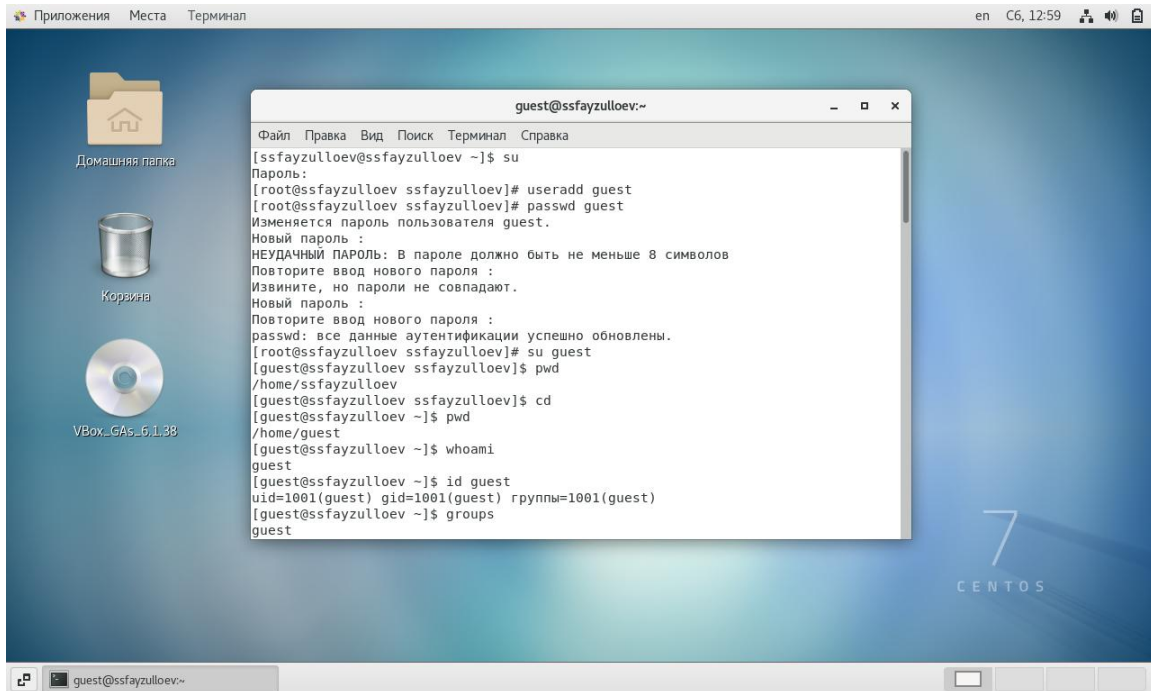 Приложения Места Терминал en Сб, 12:59
Домашняя папка
Корзина
VBox_GAs_6.1.38
guest@ssfayzulloev:~
Файл Правка Вид Поиск Терминал Справка
[ssfayzulloev@ssfayzulloev ~]$ su
Пароль:
[root@ssfayzulloev ssfayzulloev]# useradd guest
[root@ssfayzulloev ssfayzulloev]# passwd guest
Изменяется пароль пользователя guest.
Новый пароль :
НЕУДАЧНЫЙ ПАРОЛЬ: В пароле должно быть не меньше 8 символов
Повторите ввод нового пароля :
Извините, но пароли не совпадают.
Новый пароль :
Повторите ввод нового пароля :
passwd: все данные аутентификации успешно обновлены.
[root@ssfayzulloev ssfayzulloev]# su guest
[guest@ssfayzulloev ssfayzulloev]$ pwd
/home/ssfayzulloev
[guest@ssfayzulloev ssfayzulloev]$ cd
[guest@ssfayzulloev ~]$ pwd
/home/guest
[guest@ssfayzulloev ~]$ whoami
guest
[guest@ssfayzulloev ~]$ id guest
uid=1001(guest) gid=1001(guest) группы=1001(guest)
[guest@ssfayzulloev ~]$ groups
guest
7
CENTOS
guest@ssfayzulloev:~